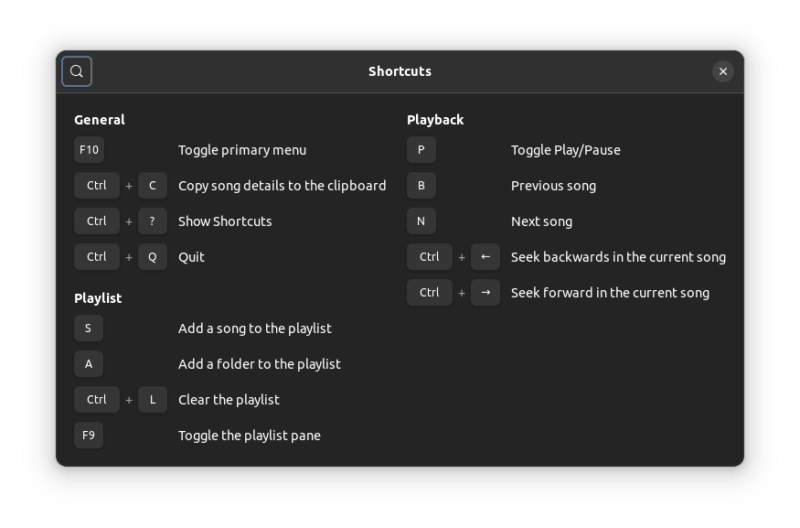 Shortcuts
General
F10 Toggle primary menu
Ctrl + C Copy song details to the clipboard
Ctrl + ? Show Shortcuts
Ctrl + Q Quit
Playlist
S Add a song to the playlist
A Add a folder to the playlist
Ctrl + L Clear the playlist
F9 Toggle the playlist pane
Playback
P Toggle Play/Pause
B Previous song
N Next song
Ctrl + ← Seek backwards in the current song
Ctrl + → Seek forward in the current song